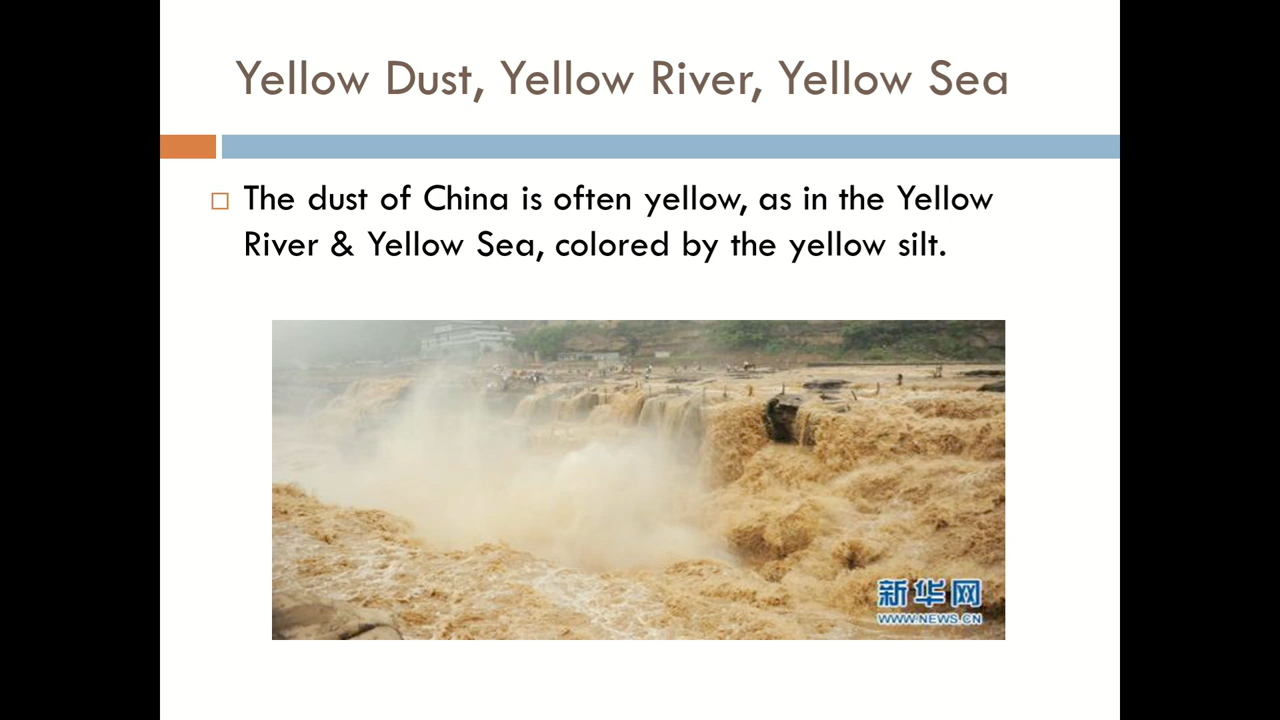 Yellow Dust, Yellow River, Yellow Sea
The dust of China is often yellow, as in the Yellow
River & Yellow Sea, colored by the yellow silt.
新华网
WWW.NEWS.CN